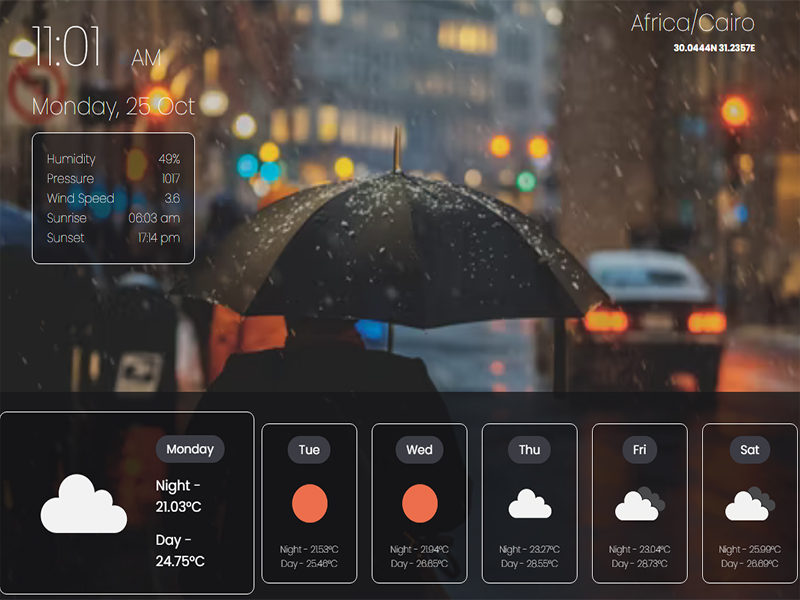 11:01 AM
Monday, 25 Oct
Africa/Cairo
30.0444N 31.2357E
Humidity 49%
Pressure 1017
Wind Speed 3.6
Sunrise 06:03 am
Sunset 17:14 pm
Monday
Night -
21.03°C
Day -
24.75°C
Tue
Night - 21.53°C
Day - 25.46°C
Wed
Night - 21.94°C
Day - 26.65°C
Thu
Night - 23.27°C
Day - 28.55°C
Fri
Night - 23.04°C
Day - 28.73°C
Sat
Night - 25.99°C
Day - 26.69°C